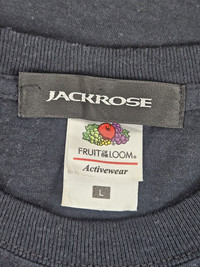 JACKROSE
FRUIT OF THE LOOM®
Activewear
L